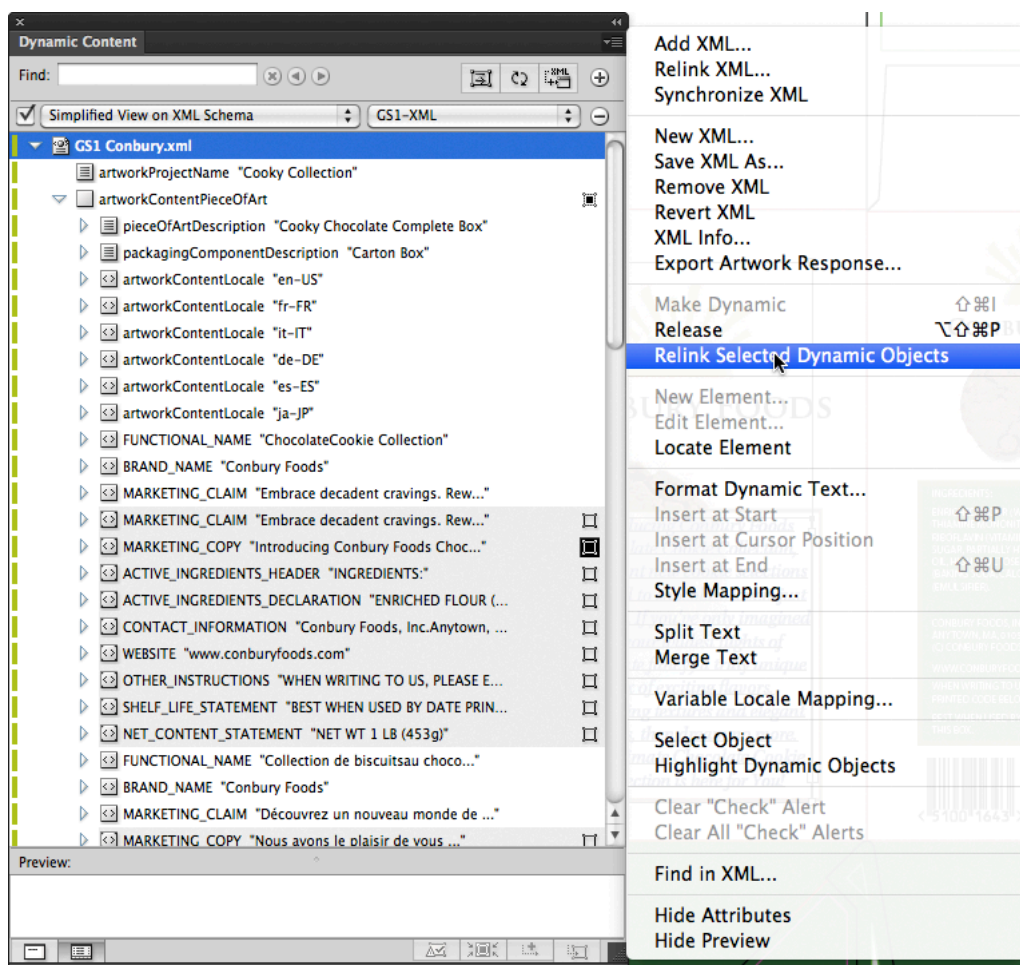 Dynamic Content
Find:
XML
Simplified View on XML Schema
GS1-XML
GS1 Conbury.xml
artworkProjectName "Cooky Collection"
artworkContentPieceOfArt
pieceOfArtDescription "Cooky Chocolate Complete Box"
packagingComponentDescription "Carton Box"
artworkContentLocale "en-US"
artworkContentLocale "fr-FR"
artworkContentLocale "it-IT"
artworkContentLocale "de-DE"
artworkContentLocale "es-ES"
artworkContentLocale "ja-JP"
FUNCTIONAL_NAME "ChocolateCookie Collection"
BRAND_NAME "Conbury Foods"
MARKETING_CLAIM "Embrace decadent cravings. Rew..."
MARKETING_CLAIM "Embrace decadent cravings. Rew..."
MARKETING_COPY "Introducing Conbury Foods Choc..."
ACTIVE_INGREDIENTS_HEADER "INGREDIENTS:"
ACTIVE_INGREDIENTS_DECLARATION "ENRICHED FLOUR (...
CONTACT_INFORMATION "Conbury Foods, Inc.Anytown, ...
WEBSITE "www.conburyfoods.com"
OTHER_INSTRUCTIONS "WHEN WRITING TO US, PLEASE E...
SHELF_LIFE_STATEMENT "BEST WHEN USED BY DATE PRIN...
NET_CONTENT_STATEMENT "NET WT 1 LB (453g)"
FUNCTIONAL_NAME "Collection de biscuitsau choco..."
BRAND_NAME "Conbury Foods"
MARKETING_CLAIM "Découvrez un nouveau monde de ..."
MARKETING_COPY "Nous avons le plaisir de vous ..."
Preview:
Add XML...
Relink XML...
Synchronize XML
New XML...
Save XML As...
Remove XML
Revert XML
XML Info...
Export Artwork Response...
Make Dynamic ⇧⌘I
Release ⌥⇧⌘P
Relink Selected Dynamic Objects
New Element...
Edit Element...
Locate Element
Format Dynamic Text...
Insert at Start ⇧⌘P
Insert at Cursor Position
Insert at End ⇧⌘U
Style Mapping...
Split Text
Merge Text
Variable Locale Mapping...
Select Object
Highlight Dynamic Objects
Clear "Check" Alert
Clear All "Check" Alerts
Find in XML...
Hide Attributes
Hide Preview